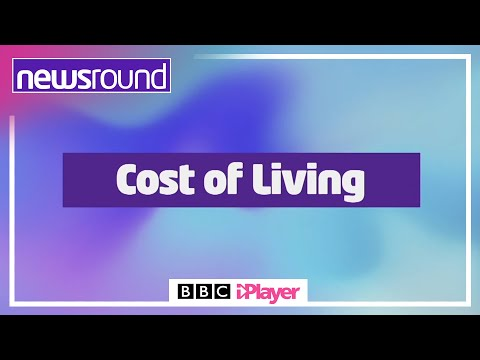 newsround
Cost of Living
BBC iPlayer